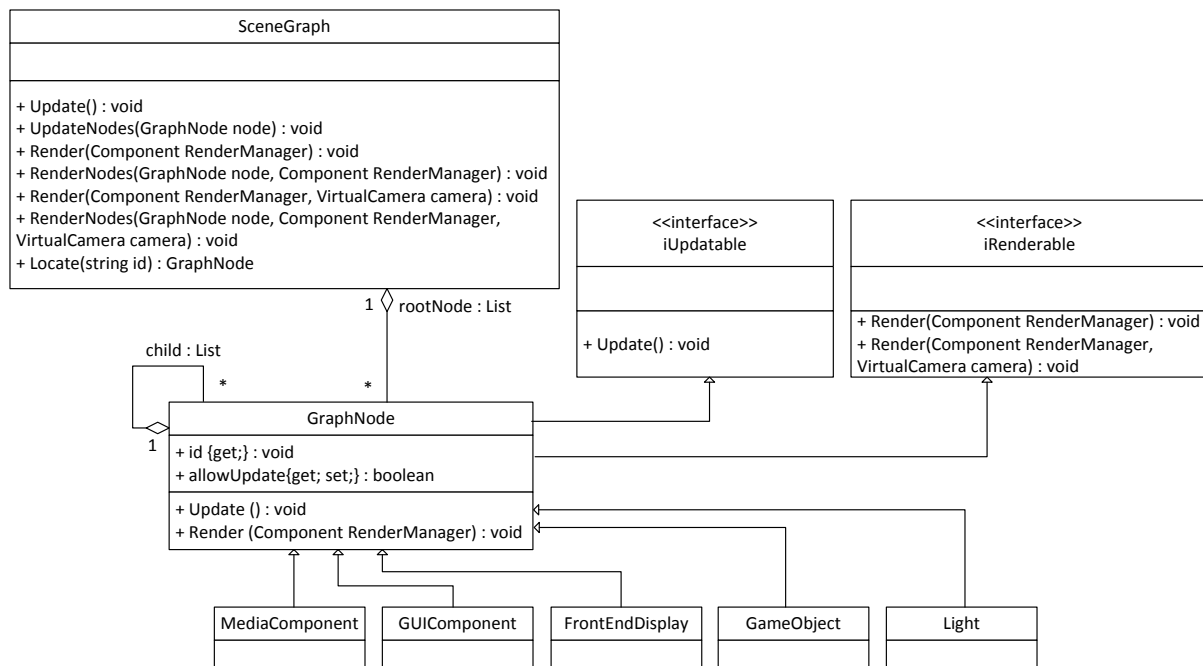 SceneGraph
+ Update() : void
+ UpdateNodes(GraphNode node) : void
+ Render(Component RenderManager) : void
+ RenderNodes(GraphNode node, Component RenderManager) : void
+ Render(Component RenderManager, VirtualCamera camera) : void
+ RenderNodes(GraphNode node, Component RenderManager,
VirtualCamera camera) : void
+ Locate(string id) : GraphNode
<<interface>>
iUpdatable
+ Update() : void
<<interface>>
iRenderable
+ Render(Component RenderManager) : void
+ Render(Component RenderManager,
VirtualCamera camera) : void
1
rootNode : List
child : List
*
*
1
GraphNode
+ id {get;} : void
+ allowUpdate{get; set;} : boolean
+ Update () : void
+ Render (Component RenderManager) : void
MediaComponent
GUIComponent
FrontEndDisplay
GameObject
Light